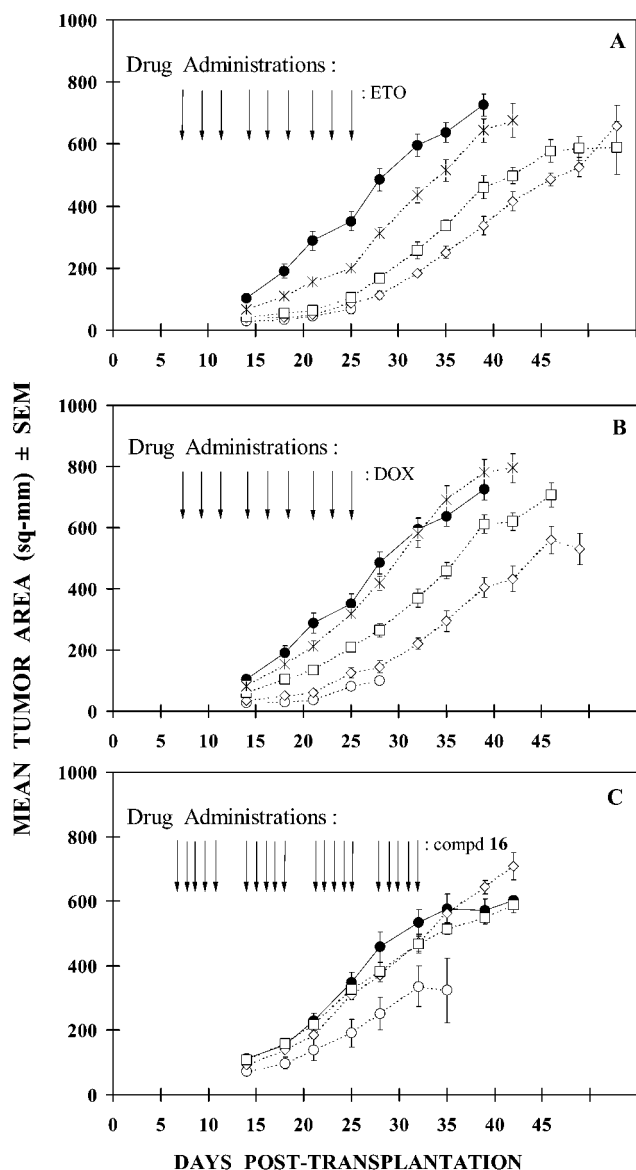 MEAN TUMOR AREA (sq-mm) ± SEM
A
1000
800
600
400
200
0
Drug Administrations :
: ETO
0 5 10 15 20 25 30 35 40 45
B
1000
800
600
400
200
0
Drug Administrations :
: DOX
0 5 10 15 20 25 30 35 40 45
C
1000
800
600
400
200
0
Drug Administrations :
: compd 16
0 5 10 15 20 25 30 35 40 45
DAYS POST-TRANSPLANTATION